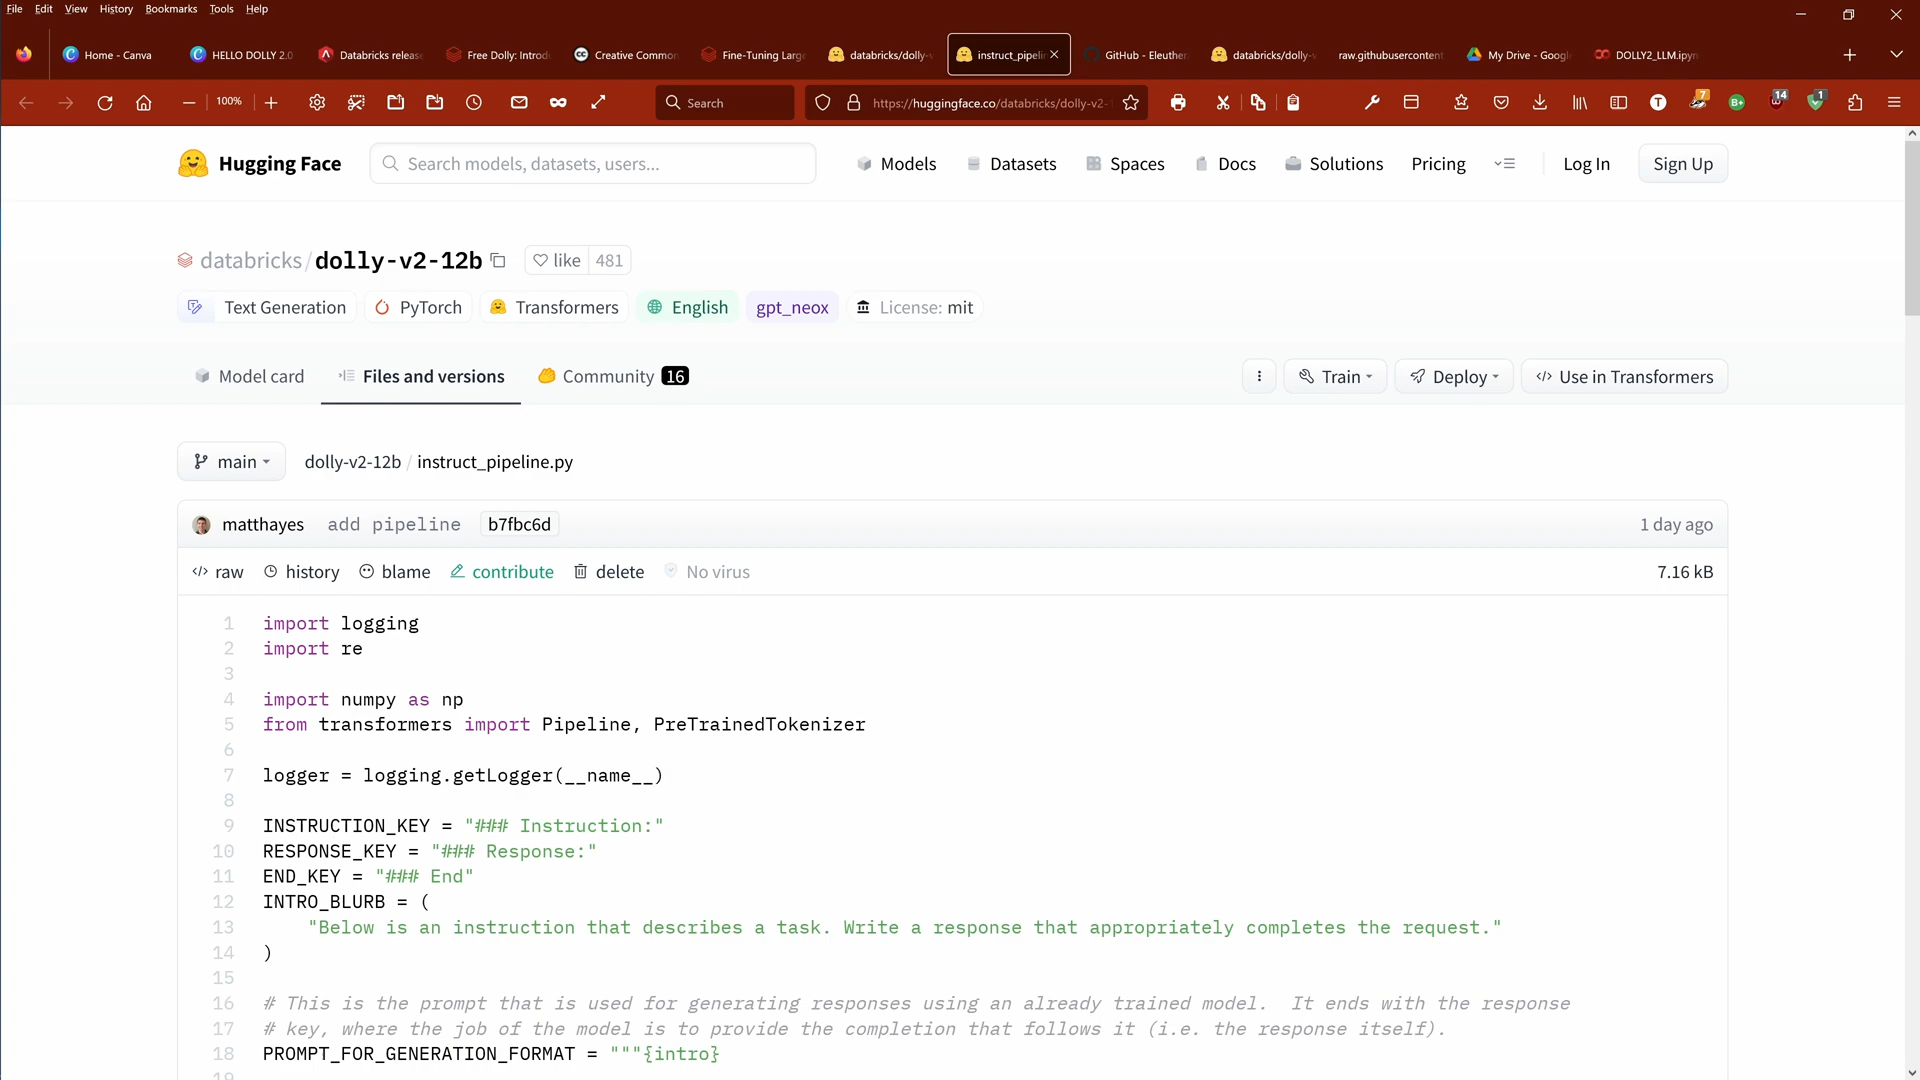 File Edit View History Bookmarks Tools Help
Home - Canva HELLO DOLLY 2.0 Databricks release Free Dolly: Introd Creative Common Fine-Tuning Large databricks/dolly-v instruct_pipelin GitHub - Eleuther databricks/dolly-v raw.githubusercontent. My Drive - Googl DOLLY2_LLM.ipyn
100% Search https://huggingface.co/databricks/dolly-v2- 7 14 1
Hugging Face Search models, datasets, users... Models Datasets Spaces Docs Solutions Pricing Log In Sign Up
databricks/dolly-v2-12b like 481
Text Generation PyTorch Transformers English gpt_neox License: mit
Model card Files and versions Community 16 Train Deploy </> Use in Transformers
main dolly-v2-12b / instruct_pipeline.py
matthayes add pipeline b7fbc6d 1 day ago
</> raw history blame contribute delete No virus 7.16 kB
1 import logging
2 import re
3
4 import numpy as np
5 from transformers import Pipeline, PreTrainedTokenizer
6
7 logger = logging.getLogger(__name__)
8
9 INSTRUCTION_KEY = "### Instruction:"
10 RESPONSE_KEY = "### Response:"
11 END_KEY = "### End"
12 INTRO_BLURB = (
13 "Below is an instruction that describes a task. Write a response that appropriately completes the request."
14 )
15
16 # This is the prompt that is used for generating responses using an already trained model.  It ends with the response
17 # key, where the job of the model is to provide the completion that follows it (i.e. the response itself).
18 PROMPT_FOR_GENERATION_FORMAT = """{intro}
19